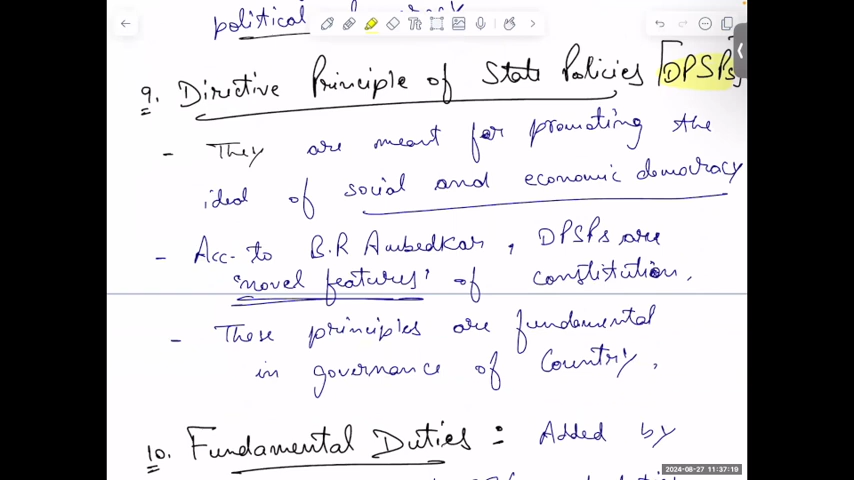 political
9. Directive Principle of State Policies [DPSPs]
- They are meant for promoting the
ideal of social and economic democracy
- Acc. to B.R Ambedkar, DPSPs are
"novel features" of constitution.
- These principles are fundamental
in governance of Country.
10. Fundamental Duties : Added by
2024-08-27 11:37:19